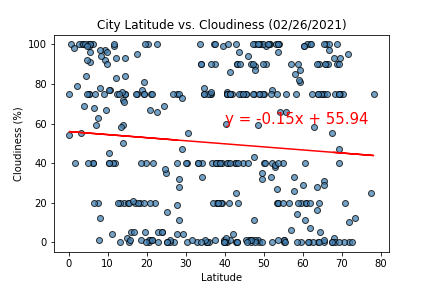 City Latitude vs. Cloudiness (02/26/2021)
100
80
60
40
20
0
Cloudiness (%)
y = -0.15x + 55.94
0 10 20 30 40 50 60 70 80
Latitude